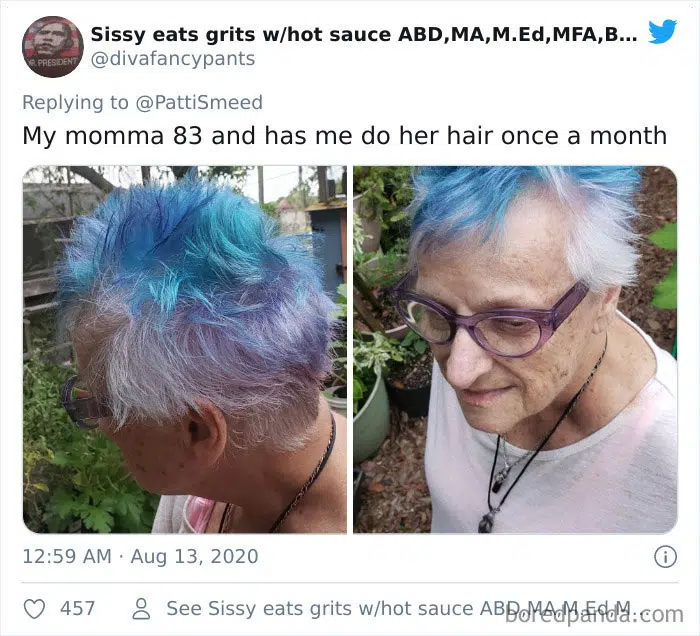 Sissy eats grits w/hot sauce ABD,MA,M.Ed,MFA,B...
@divafancypants
R. PRESIDENT
Replying to @PattiSmeed
My momma 83 and has me do her hair once a month
12:59 AM · Aug 13, 2020
457
See Sissy eats grits w/hot sauce ABD,MA,M.Ed,M...
boredpanda.com